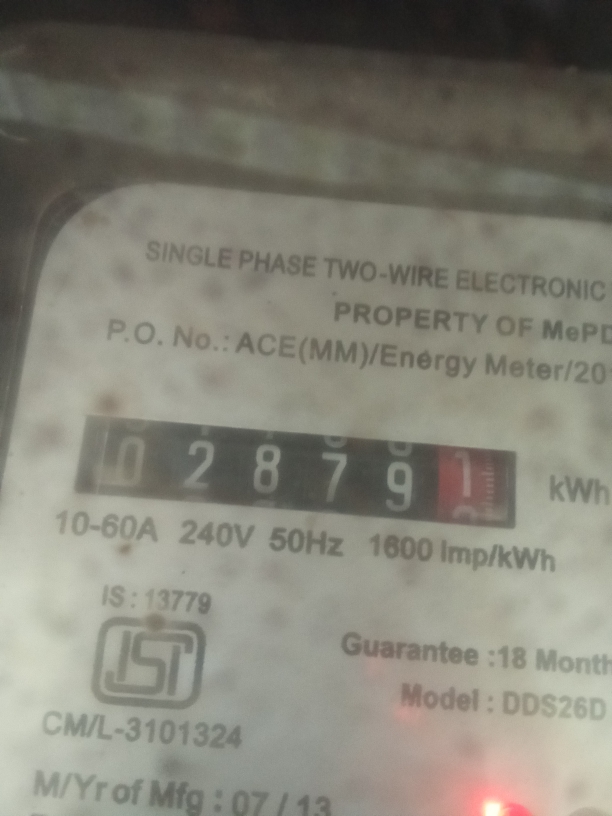 SINGLE PHASE TWO-WIRE ELECTRONIC
PROPERTY OF MePD
P.O. No.: ACE(MM)/Energy Meter/20
0 2 8 7 9 1 kWh
10-60A 240V 50Hz 1600 Imp/kWh
IS : 13779
ISI
CM/L-3101324
Guarantee :18 Month
Model : DDS26D
M/Yr of Mfg : 07 / 13